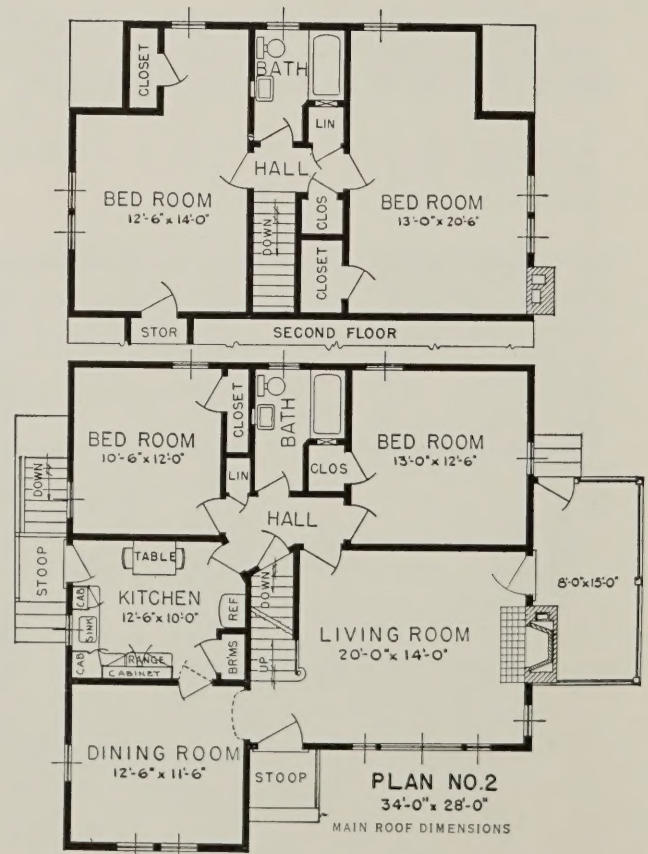 CLOSET
BATH
LIN
HALL
BED ROOM
12'-6" x 14'-0"
BED ROOM
13'-0" x 20'-6"
DOWN
CLOS
CLOSET
STOR
SECOND FLOOR
BED ROOM
10'-6" x 12'-0"
CLOSET
BATH
BED ROOM
13'-0" x 12'-6"
LIN
CLOS
DOWN
HALL
STOOP
TABLE
8'-0" x 15'-0"
CAB
KITCHEN
12'-6" x 10'-0"
REF
DOWN
SINK
LIVING ROOM
20'-0" x 14'-0"
CAB
RANGE
CABINET
BR'MS
UP
DINING ROOM
12'-6" x 11'-6"
STOOP
PLAN NO.2
34'-0" x 28'-0"
MAIN ROOF DIMENSIONS